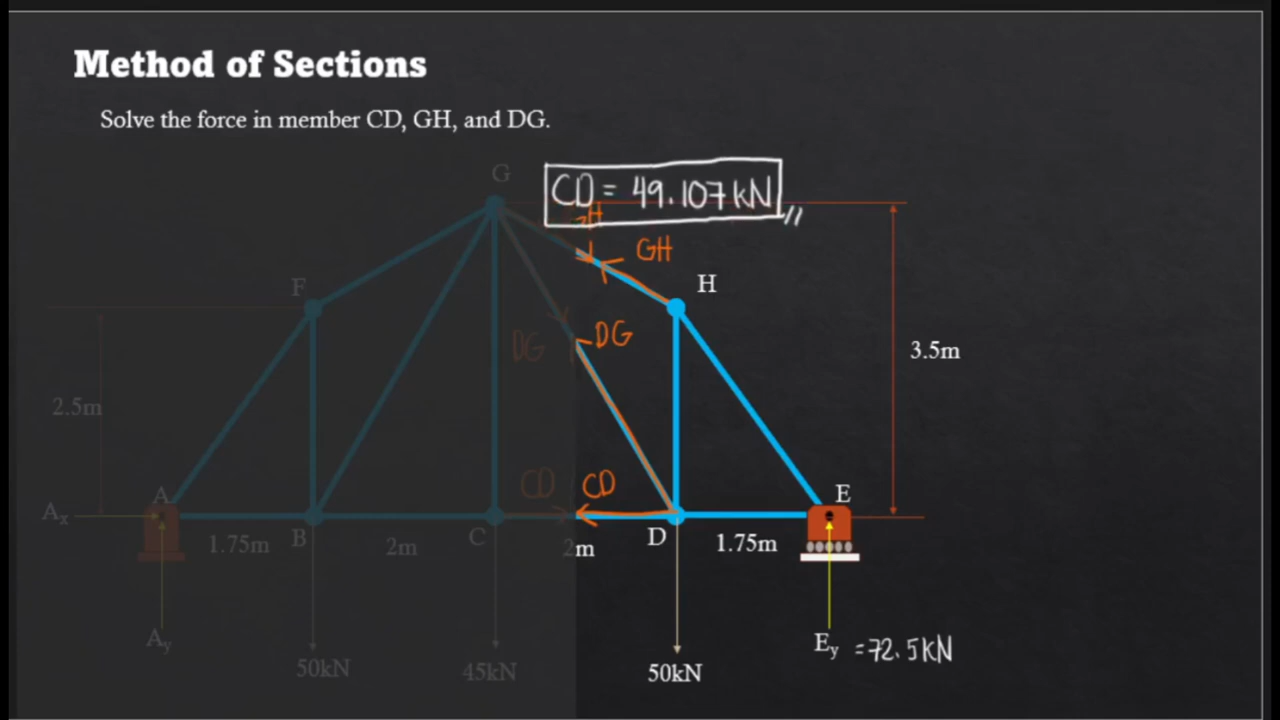 Method of Sections
Solve the force in member CD, GH, and DG.
G
CD = 49.107 kN
GH
GH
F
H
DG
DG
3.5m
2.5m
CD
CD
A
E
Ax
1.75m
B
2m
C
2m
D
1.75m
Ay
Ey = 72.5 kN
50kN
45kN
50kN